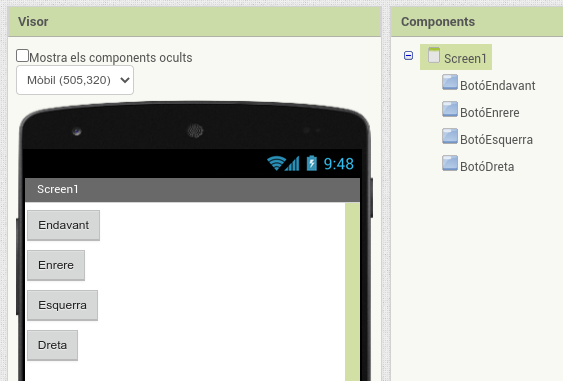 Visor
Mostra els components ocults
Mòbil (505,320)
9:48
Screen1
Endavant
Enrere
Esquerra
Dreta
Components
Screen1
BotóEndavant
BotóEnrere
BotóEsquerra
BotóDreta